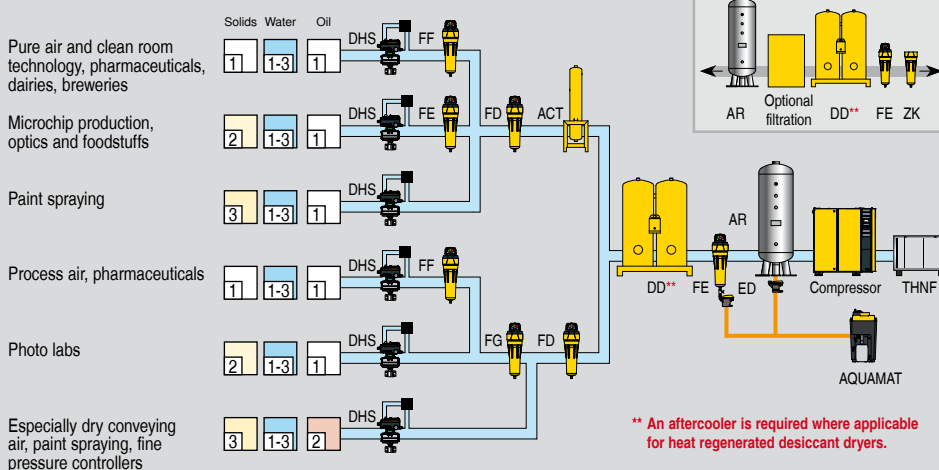 Solids Water Oil
Pure air and clean room
technology, pharmaceuticals,
dairies, breweries
1 1-3 1
DHS FF
Microchip production,
optics and foodstuffs
2 1-3 1
DHS FE FD ACT
Paint spraying
3 1-3 1
DHS
Process air, pharmaceuticals
1 1-3 1
DHS FF
Photo labs
2 1-3 1
DHS FG FD
Especially dry conveying
air, paint spraying, fine
pressure controllers
3 1-3 2
DHS
AR Optional
filtration DD** FE ZK
AR
DD** FE ED Compressor THNF
AQUAMAT
** An aftercooler is required where applicable
for heat regenerated desiccant dryers.